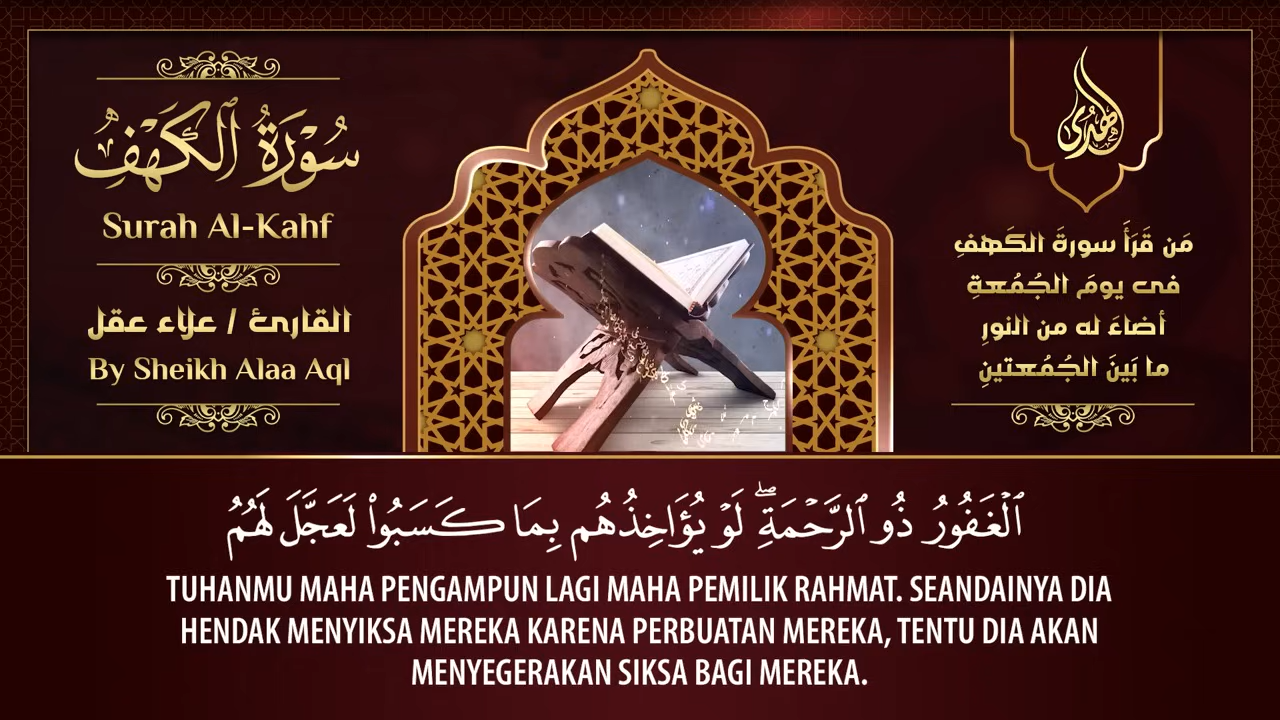 سُوْرَةُ ٱلْكَهْفِ
Surah Al-Kahf
القارئ / علاء عقل
By Sheikh Alaa Aql
الهدى
مَن قَرَأَ سورةَ الكَهفِ
فى يومَ الجُمُعةِ
أضاءَ له من النورِ
ما بَينَ الجُمُعتينِ
ٱلْغَفُورُ ذُو ٱلرَّحْمَةِ ۖ لَوْ يُؤَاخِذُهُم بِمَا كَسَبُوا۟ لَعَجَّلَ لَهُمُ
TUHANMU MAHA PENGAMPUN LAGI MAHA PEMILIK RAHMAT. SEANDAINYA DIA
HENDAK MENYIKSA MEREKA KARENA PERBUATAN MEREKA, TENTU DIA AKAN
MENYEGERAKAN SIKSA BAGI MEREKA.